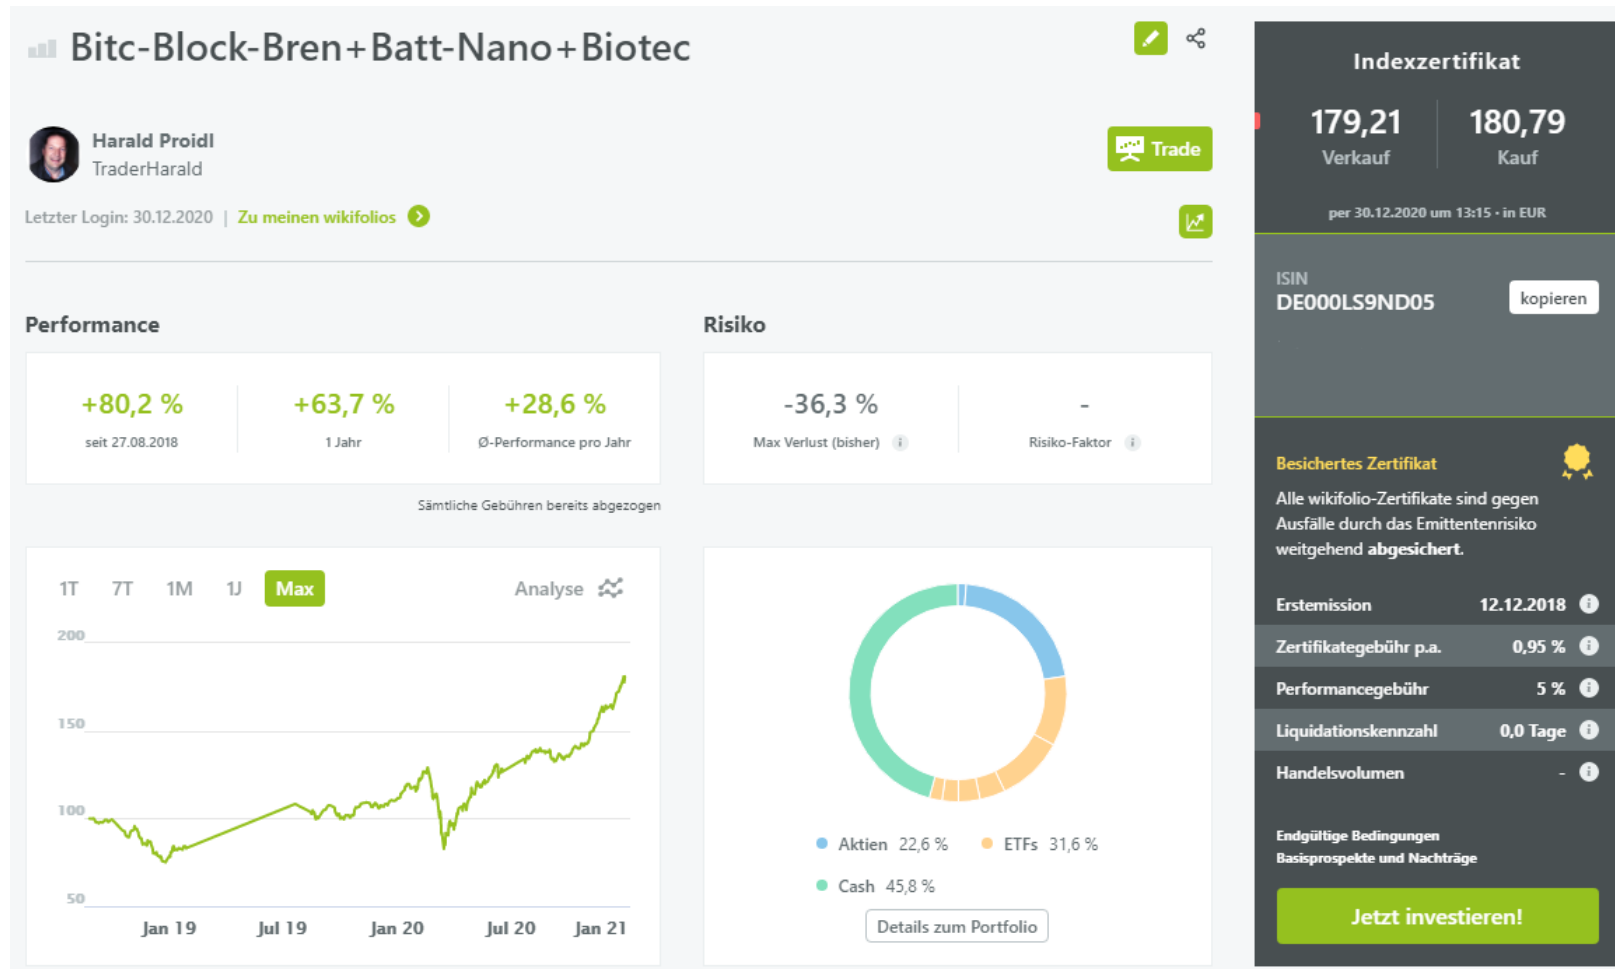 Bitc-Block-Bren+Batt-Nano+Biotec
Harald Proidl
TraderHarald
Trade
Letzter Login: 30.12.2020 | Zu meinen wikifolios
Performance
+80,2 %
seit 27.08.2018
+63,7 %
1 Jahr
+28,6 %
Ø-Performance pro Jahr
Sämtliche Gebühren bereits abgezogen
Risiko
-36,3 %
Max Verlust (bisher) i
-
Risiko-Faktor i
1T 7T 1M 1J Max Analyse
200
150
100
50
Jan 19 Jul 19 Jan 20 Jul 20 Jan 21
Aktien 22,6 % ETFs 31,6 %
Cash 45,8 %
Details zum Portfolio
Indexzertifikat
179,21 180,79
Verkauf Kauf
per 30.12.2020 um 13:15 · in EUR
ISIN
DE000LS9ND05 kopieren
Besichertes Zertifikat
Alle wikifolio-Zertifikate sind gegen
Ausfälle durch das Emittentenrisiko
weitgehend abgesichert.
Erstemission 12.12.2018 i
Zertifikategebühr p.a. 0,95 % i
Performancegebühr 5 % i
Liquidationskennzahl 0,0 Tage i
Handelsvolumen - i
Endgültige Bedingungen
Basisprospekte und Nachträge
Jetzt investieren!